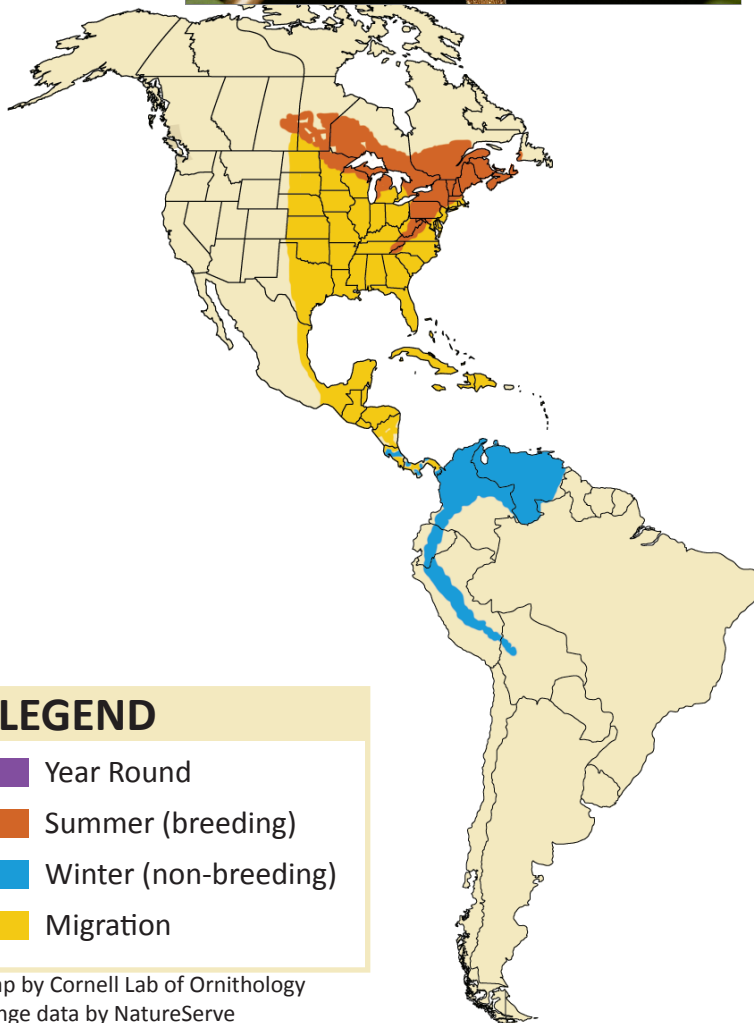 LEGEND
Year Round
Summer (breeding)
Winter (non-breeding)
Migration
by Cornell Lab of Ornithology
data by NatureServe